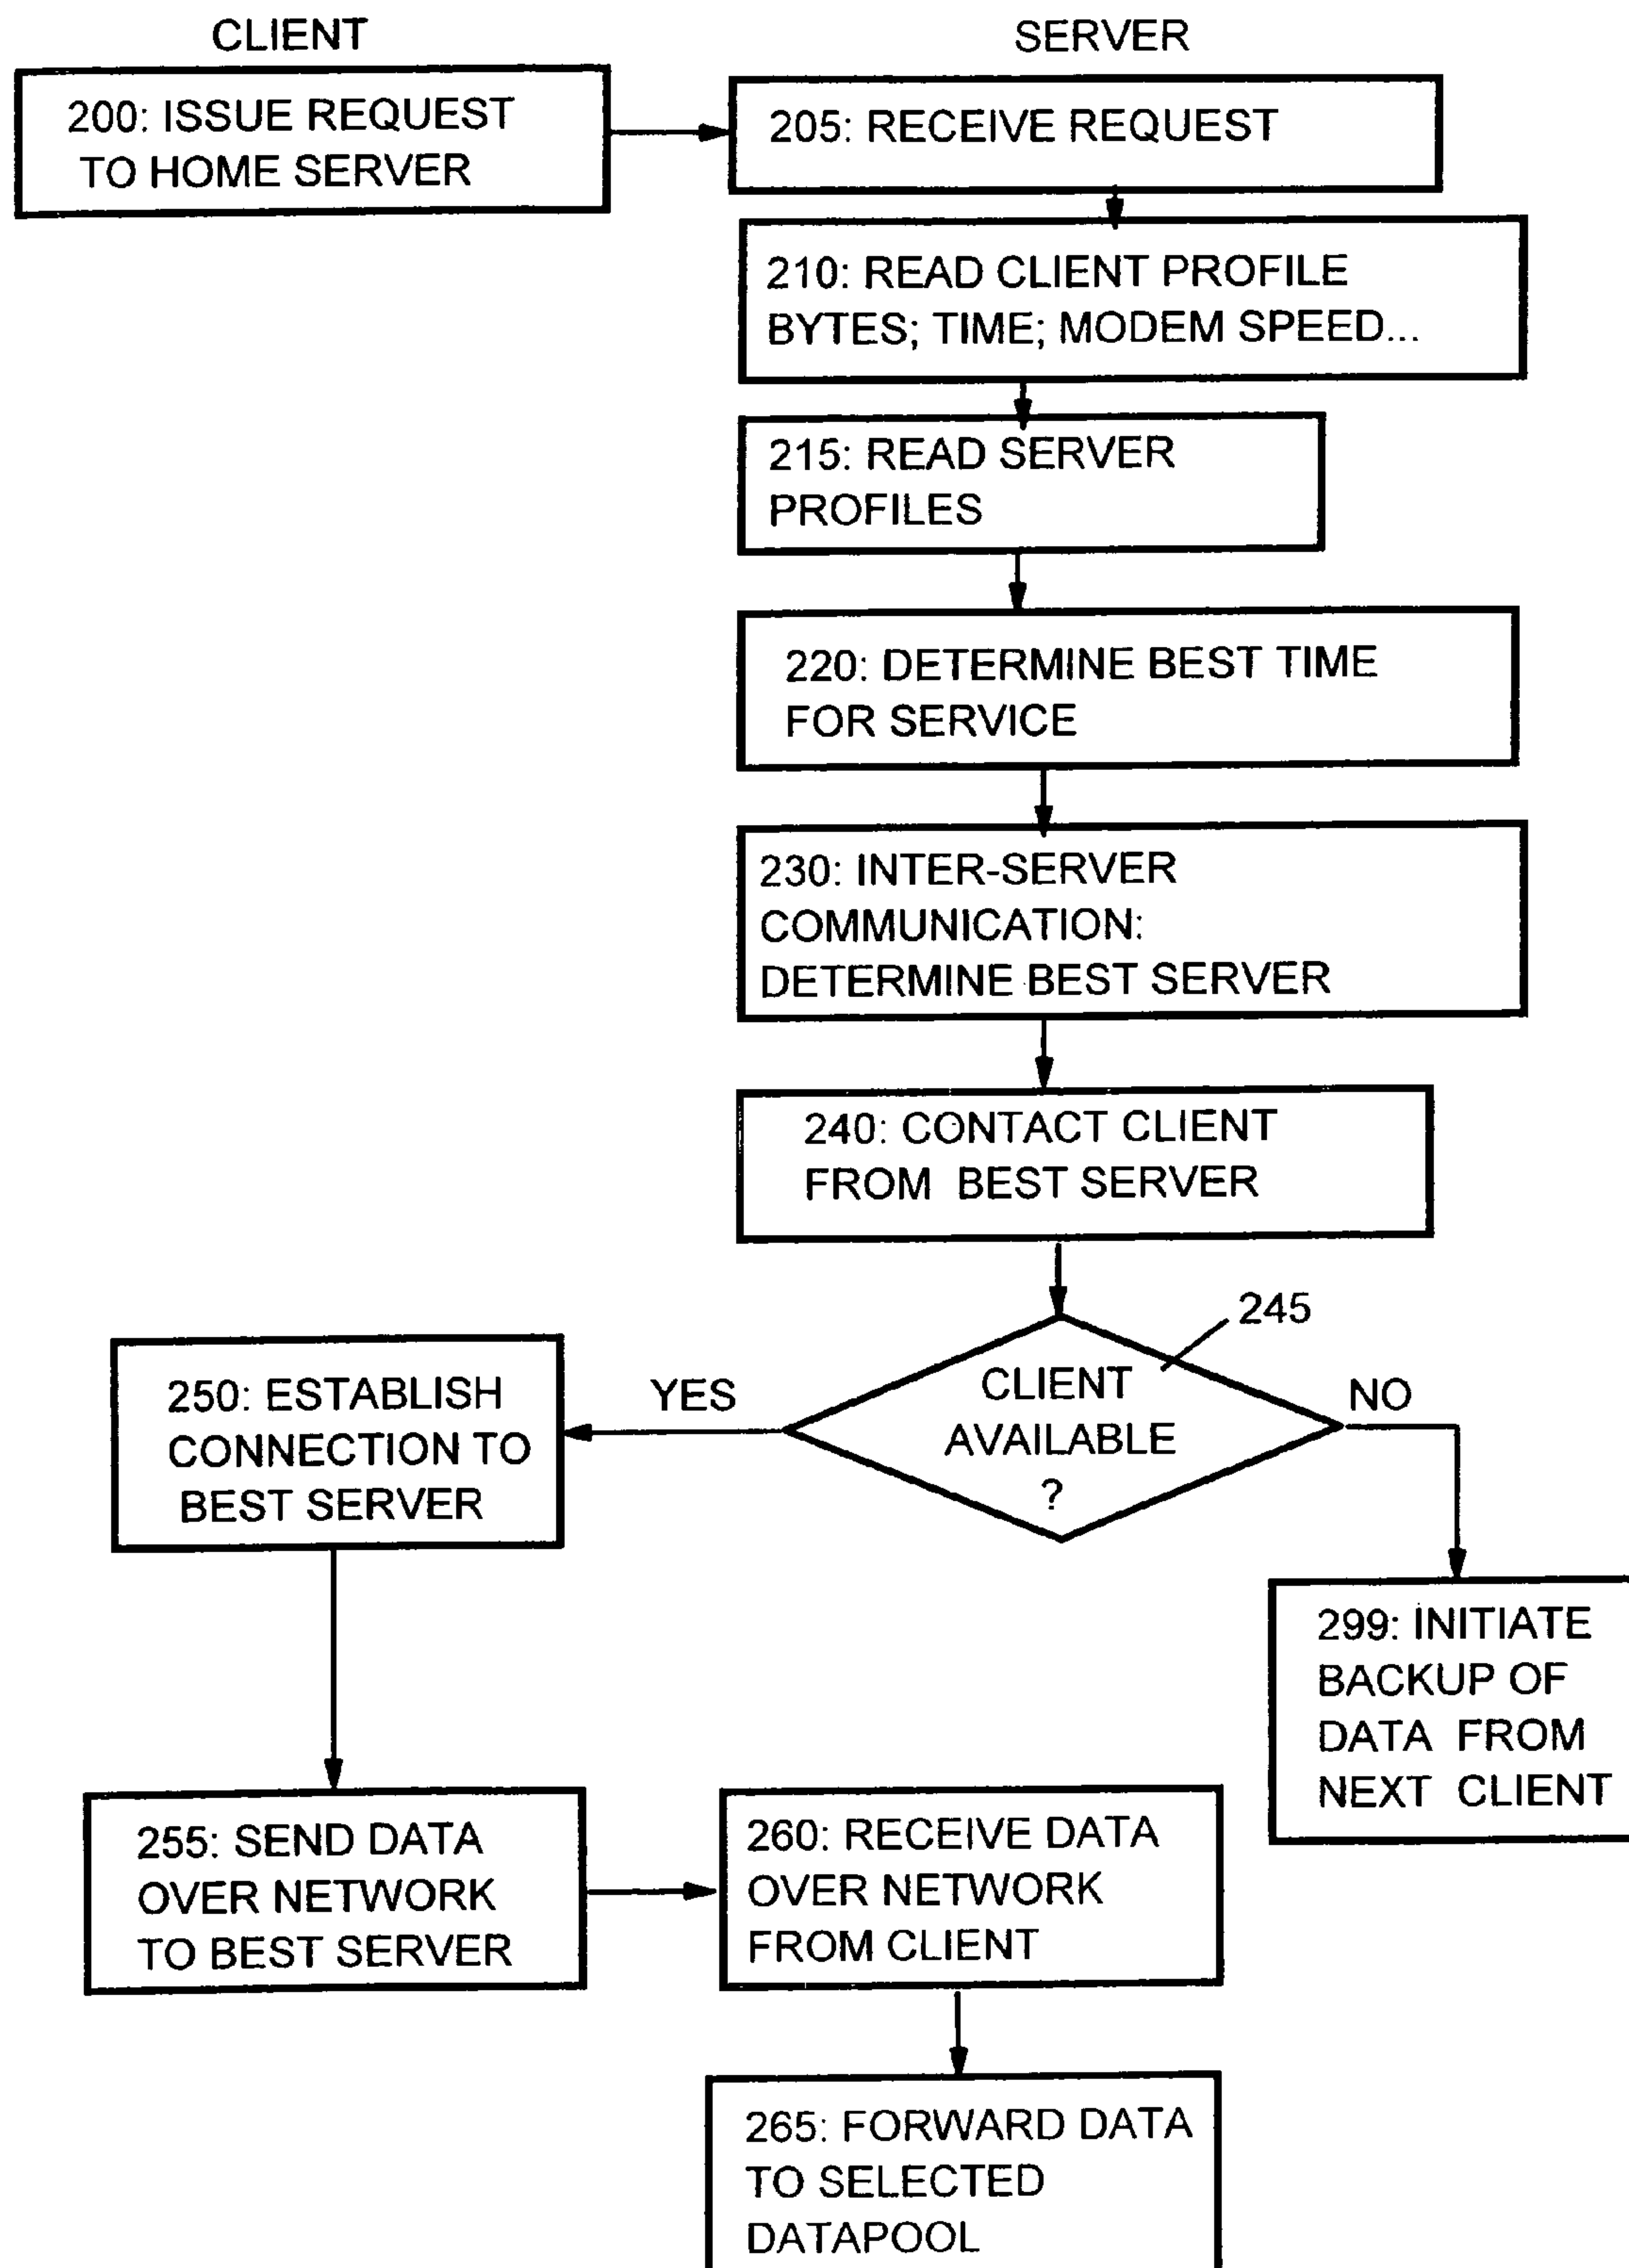 CLIENT
SERVER
200: ISSUE REQUEST
TO HOME SERVER
205: RECEIVE REQUEST
210: READ CLIENT PROFILE
BYTES; TIME; MODEM SPEED...
215: READ SERVER
PROFILES
220: DETERMINE BEST TIME
FOR SERVICE
230: INTER-SERVER
COMMUNICATION:
DETERMINE BEST SERVER
240: CONTACT CLIENT
FROM BEST SERVER
245
CLIENT
AVAILABLE
?
YES
NO
250: ESTABLISH
CONNECTION TO
BEST SERVER
299: INITIATE
BACKUP OF
DATA FROM
NEXT CLIENT
255: SEND DATA
OVER NETWORK
TO BEST SERVER
260: RECEIVE DATA
OVER NETWORK
FROM CLIENT
265: FORWARD DATA
TO SELECTED
DATAPOOL